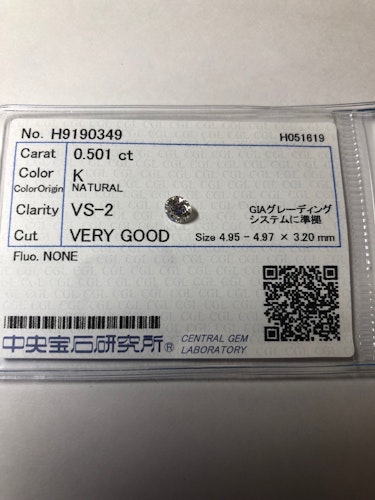 No. H9190349 H051619
Carat 0.501 ct
Color K
ColorOrigin NATURAL
Clarity VS-2
GIAグレーディング
システムに準拠
Cut VERY GOOD Size 4.95 - 4.97 × 3.20 mm
Fluo. NONE
中央宝石研究所® CENTRAL GEM
LABORATORY